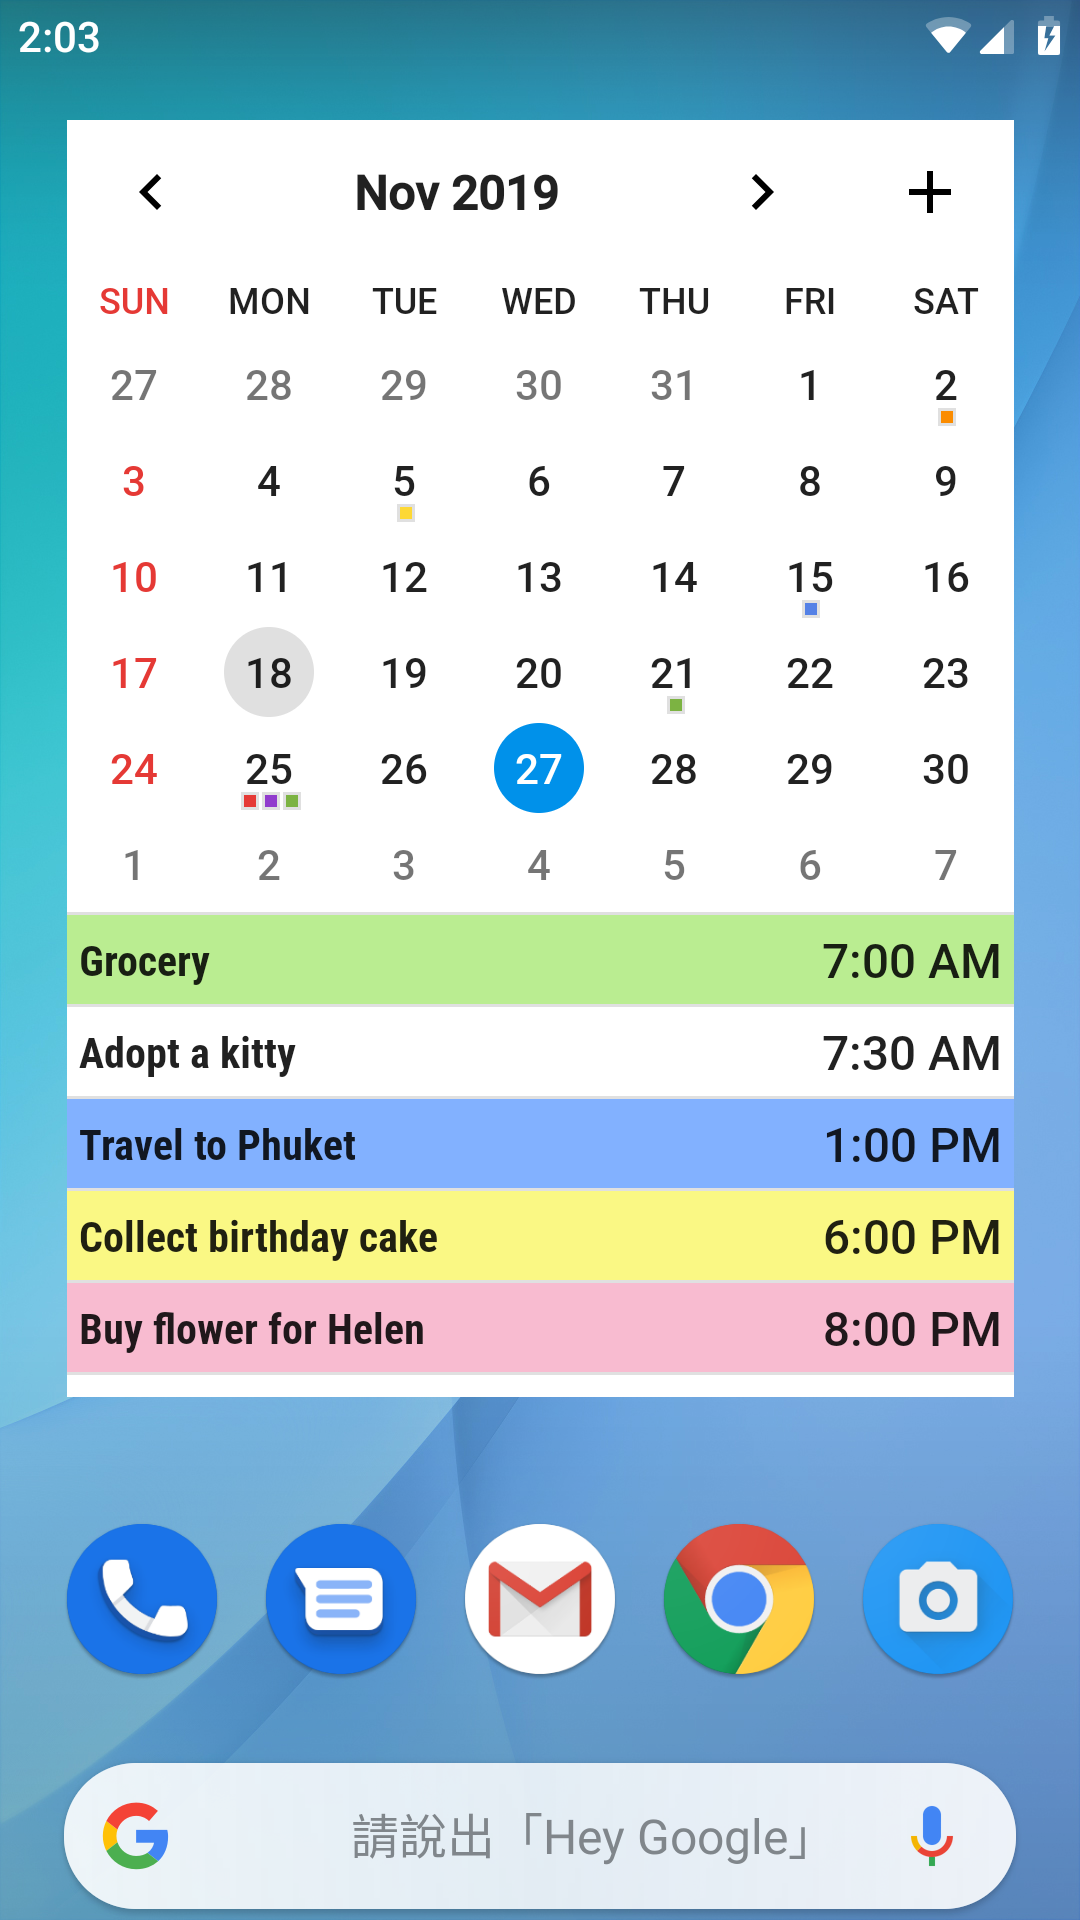 2:03
Nov 2019
SUN MON TUE WED THU FRI SAT
27 28 29 30 31 1 2
3 4 5 6 7 8 9
10 11 12 13 14 15 16
17 18 19 20 21 22 23
24 25 26 27 28 29 30
1 2 3 4 5 6 7
Grocery 7:00 AM
Adopt a kitty 7:30 AM
Travel to Phuket 1:00 PM
Collect birthday cake 6:00 PM
Buy flower for Helen 8:00 PM
請說出「Hey Google」